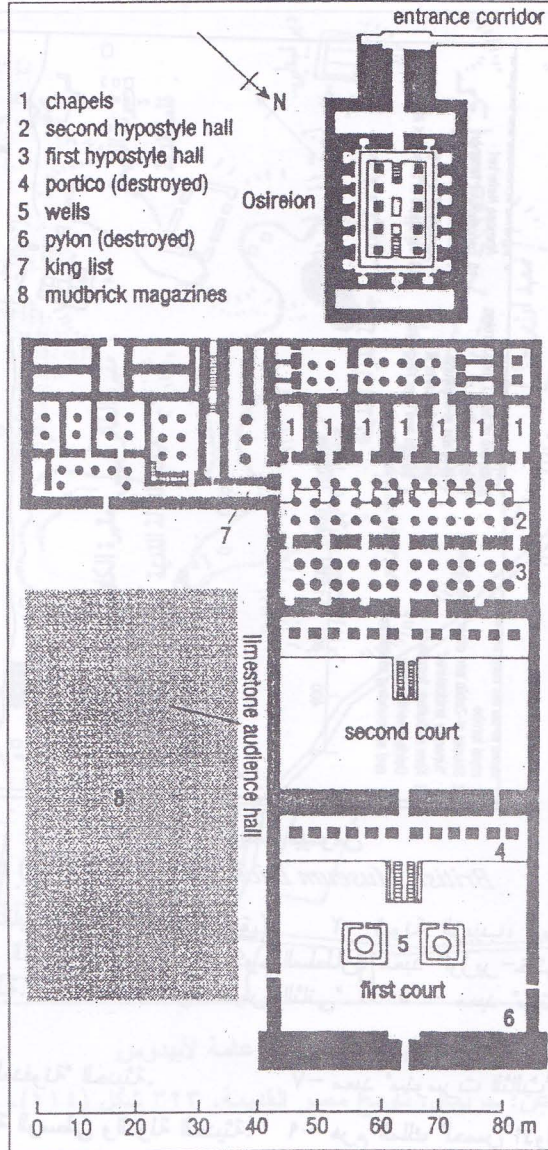 entrance corridor
N
1 chapels
2 second hypostyle hall
3 first hypostyle hall
4 portico (destroyed)
5 wells
6 pylon (destroyed)
7 king list
8 mudbrick magazines
Osireion
1 1 1 1 1 1 1
2
7
3
limestone audience hall
second court
8
4
5
first court
6
0 10 20 30 40 50 60 70 80 m